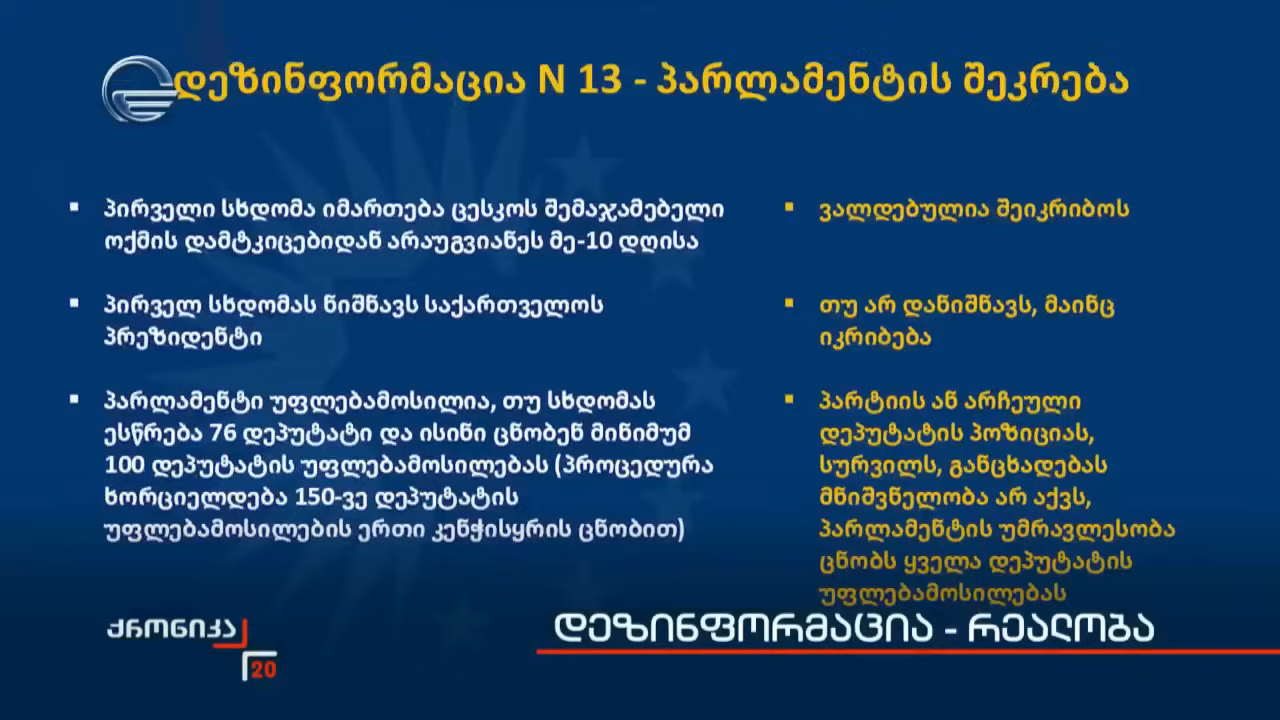 დეზინფორმაცია N 13 - პარლამენტის შეკრება
▪ პირველი სხდომა იმართება ცესკოს შემაჯამებელი
ოქმის დამტკიცებიდან არაუგვიანეს მე-10 დღისა
▪ პირველ სხდომას ნიშნავს საქართველოს
პრეზიდენტი
▪ პარლამენტი უფლებამოსილია, თუ სხდომას
ესწრება 76 დეპუტატი და ისინი ცნობენ მინიმუმ
100 დეპუტატის უფლებამოსილებას (პროცედურა
ხორციელდება 150-ვე დეპუტატის
უფლებამოსილების ერთი კენჭისყრის ცნობით)
▪ ვალდებულია შეიკრიბოს
▪ თუ არ დანიშნავს, მაინც
იკრიბება
▪ პარტიის ან არჩეული
დეპუტატის პოზიციას,
სურვილს, განცხადებას
მნიშვნელობა არ აქვს,
პარლამენტის უმრავლესობა
ცნობს ყველა დეპუტატის
უფლებამოსილებას
ქრონიკა
20
დეზინფორმაცია - რეალობა